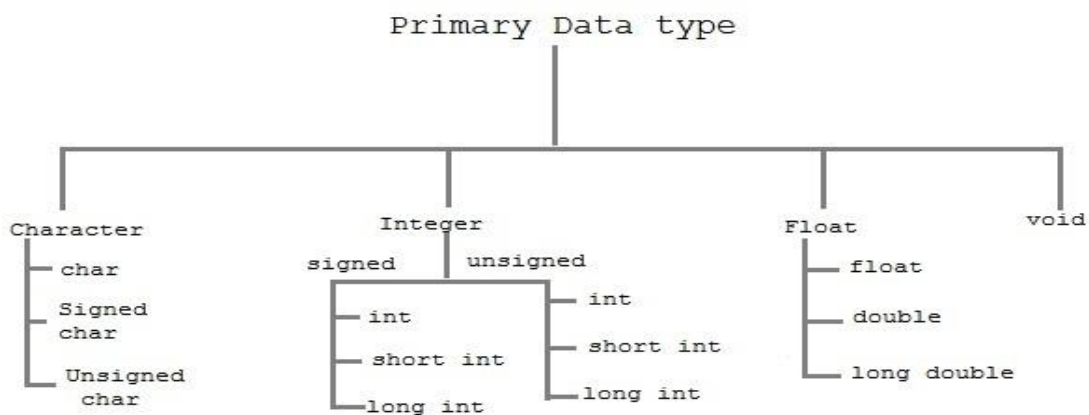 Primary Data type
Character
char
Signed
char
Unsigned
char
Integer
signed
int
short int
long int
unsigned
int
short int
long int
Float
float
double
long double
void